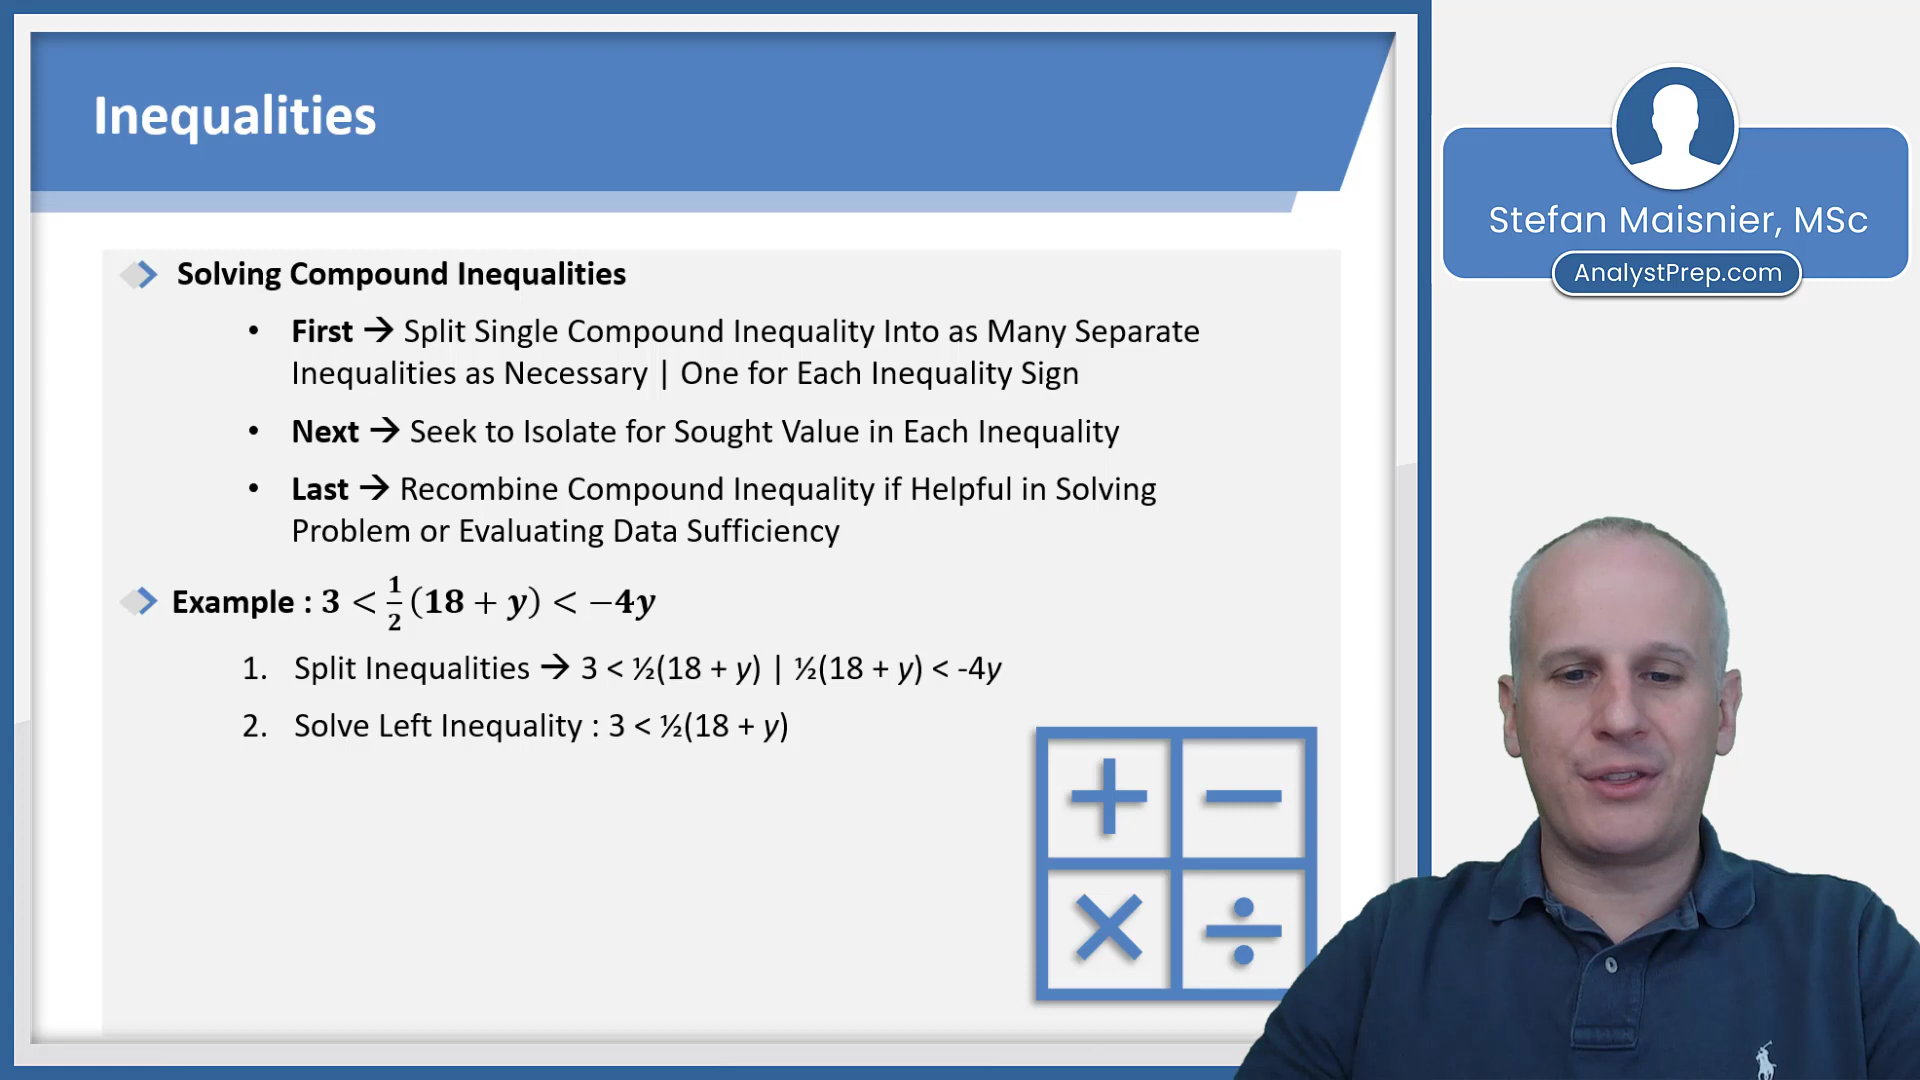 Inequalities
Stefan Maisnier, MSc
AnalystPrep.com
Solving Compound Inequalities
• First → Split Single Compound Inequality Into as Many Separate
Inequalities as Necessary | One for Each Inequality Sign
• Next → Seek to Isolate for Sought Value in Each Inequality
• Last → Recombine Compound Inequality if Helpful in Solving
Problem or Evaluating Data Sufficiency
Example : 3 < 1/2 (18 + y) < −4y
1. Split Inequalities → 3 < ½(18 + y) | ½(18 + y) < -4y
2. Solve Left Inequality : 3 < ½(18 + y)
+ −
× ÷